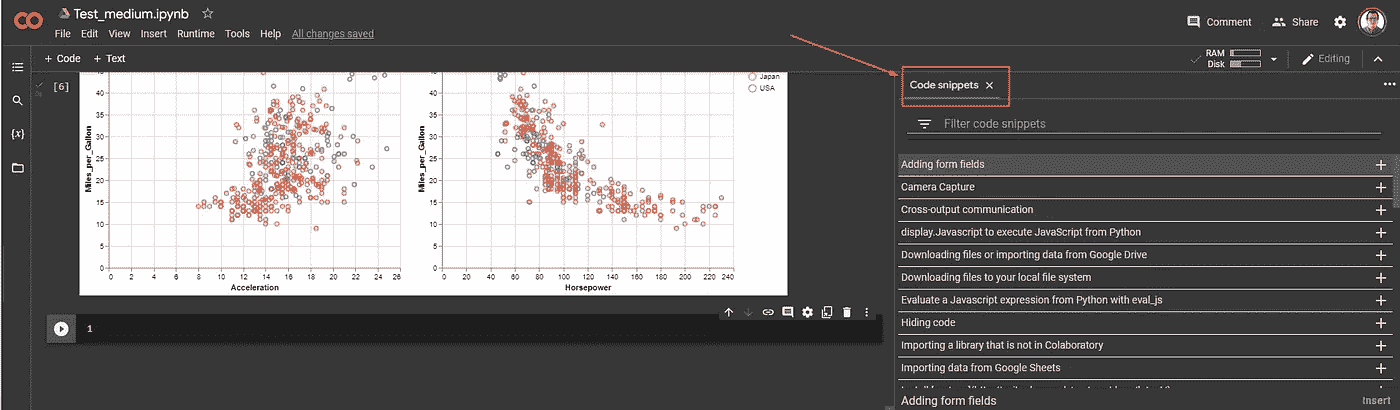 Test_medium.ipynb
File Edit View Insert Runtime Tools Help All changes saved
Comment Share
+ Code + Text
RAM
Disk
Editing
[6]
Japan
USA
Miles_per_Gallon
45
40
35
30
25
20
15
10
5
0
0 2 4 6 8 10 12 14 16 18 20 22 24 26
Acceleration
Miles_per_Gallon
45
40
35
30
25
20
15
10
5
0
0 20 40 60 80 100 120 140 160 180 200 220 240
Horsepower
1
Code snippets
Filter code snippets
Adding form fields
Camera Capture
Cross-output communication
display.Javascript to execute JavaScript from Python
Downloading files or importing data from Google Drive
Downloading files to your local file system
Evaluate a Javascript expression from Python with eval_js
Hiding code
Importing a library that is not in Colaboratory
Importing data from Google Sheets
Adding form fields
Insert